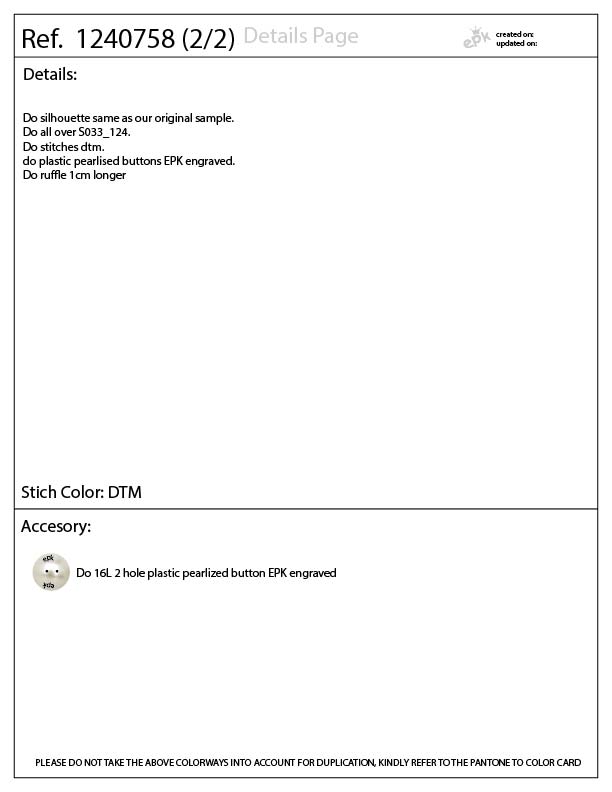 Ref. 1240758 (2/2) Details Page
epk
created on:
updated on:
Details:
Do silhouette same as our original sample.
Do all over S033_124.
Do stitches dtm.
do plastic pearlised buttons EPK engraved.
Do ruffle 1cm longer
Stich Color: DTM
Accesory:
epk
Do 16L 2 hole plastic pearlized button EPK engraved
epk
PLEASE DO NOT TAKE THE ABOVE COLORWAYS INTO ACCOUNT FOR DUPLICATION, KINDLY REFER TO THE PANTONE TO COLOR CARD